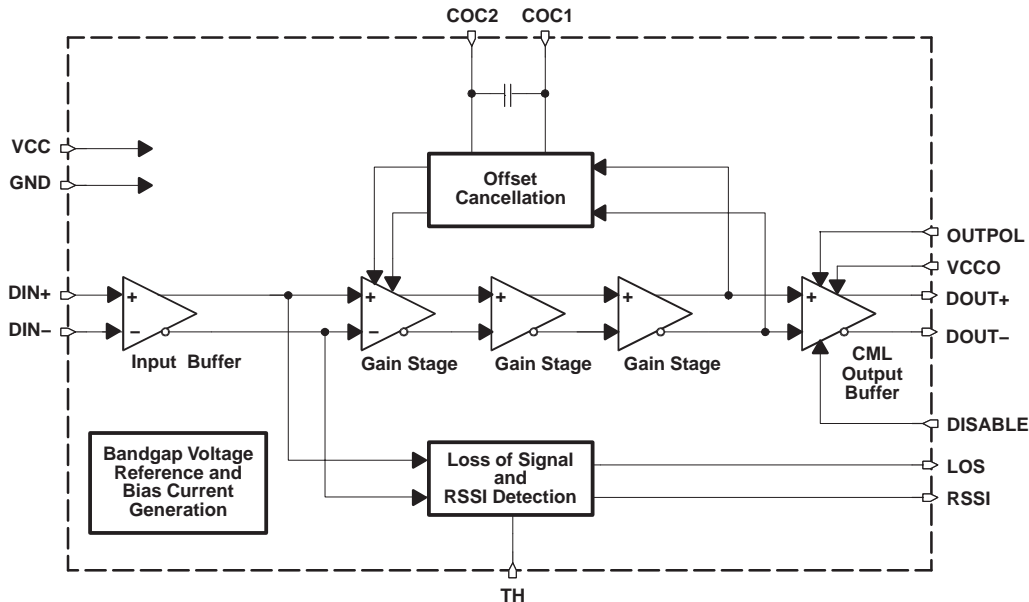 COC2 COC1
VCC
GND
Offset
Cancellation
OUTPOL
VCCO
DIN+
DOUT+
DIN−
DOUT−
+
−
+
−
+
+
+
Input Buffer
Gain Stage
Gain Stage
Gain Stage
CML
Output
Buffer
DISABLE
Bandgap Voltage
Reference and
Bias Current
Generation
Loss of Signal
and
RSSI Detection
LOS
RSSI
TH